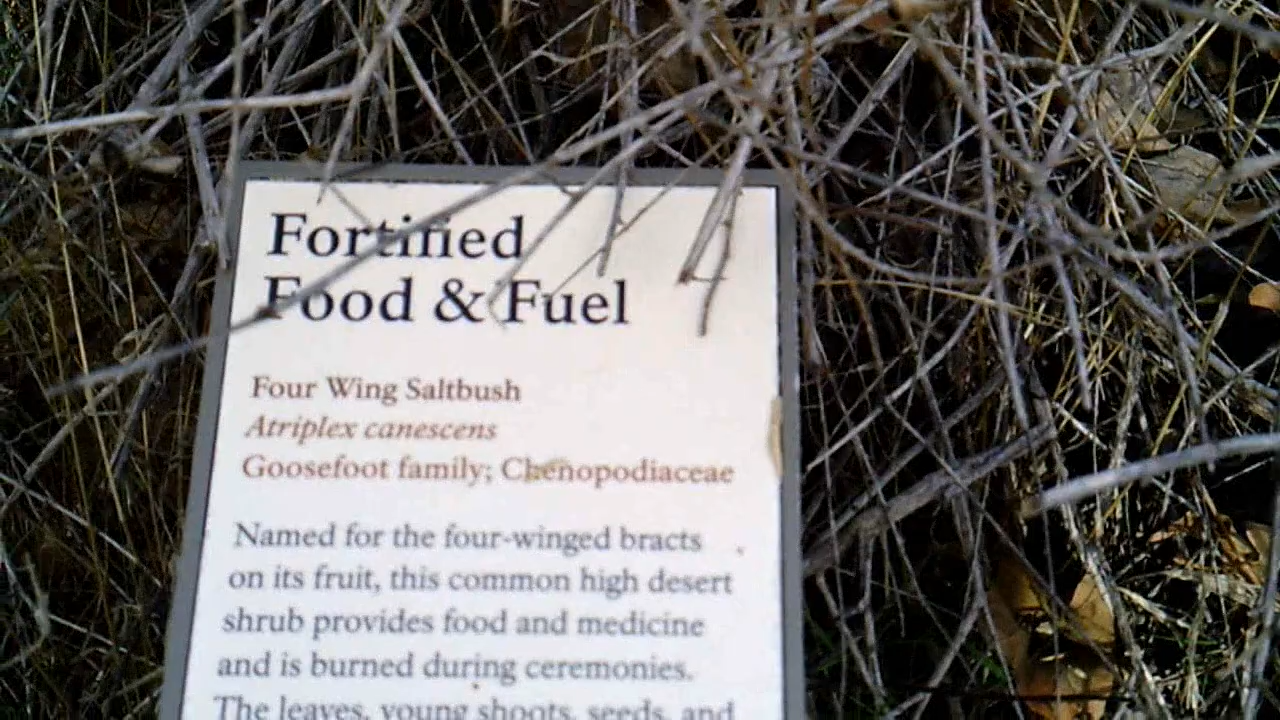 Fortified
Food & Fuel
Four Wing Saltbush
Atriplex canescens
Goosefoot family; Chenopodiaceae
Named for the four-winged bracts
on its fruit, this common high desert
shrub provides food and medicine
and is burned during ceremonies.
The leaves, young shoots, seeds, and